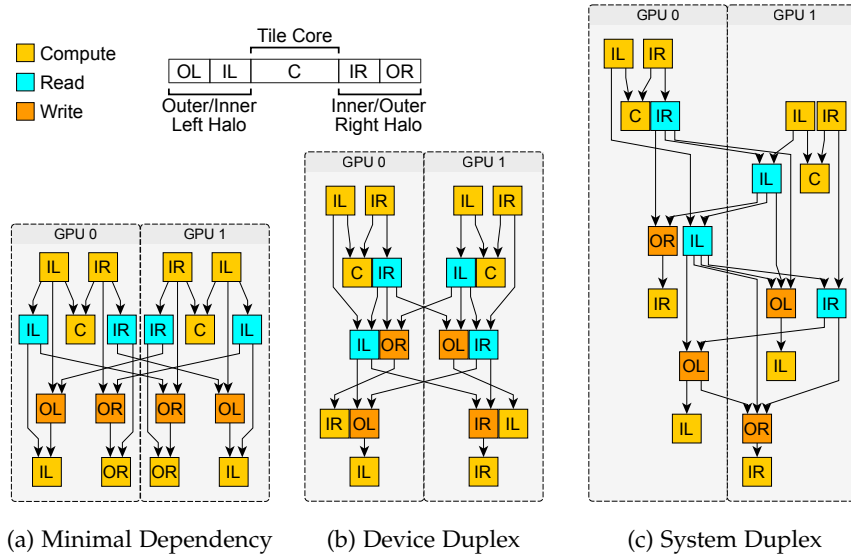 Compute
Read
Write
Tile Core
OL IL C IR OR
Outer/Inner
Left Halo
Inner/Outer
Right Halo
GPU 0 GPU 1
IL IR IR IL
IL C IR IR C IL
OL OR OR OL
IL OR OR IL
(a) Minimal Dependency
GPU 0 GPU 1
IL IR IL IR
C IR IL C
IL OR OL IR
IR OL IR IL
IL IR
(b) Device Duplex
GPU 0 GPU 1
IL IR
C IR IL IR
IL C
OR IL
IR OL IR
OL IL
IL OR
IR
(c) System Duplex